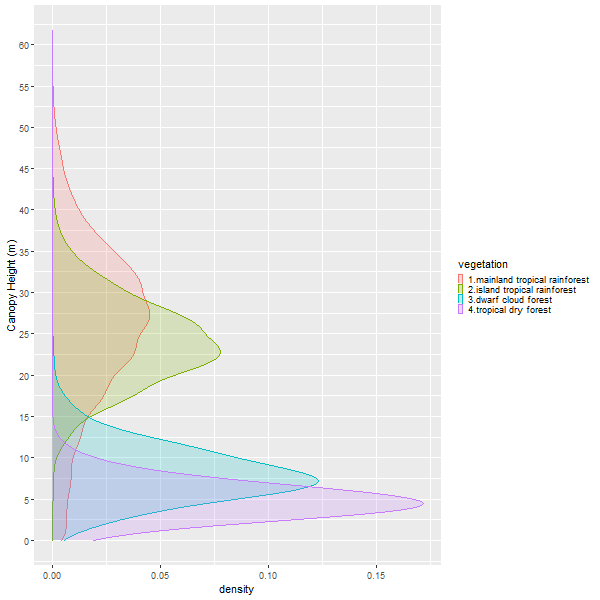 Canopy Height (m)
60
55
50
45
40
35
30
25
20
15
10
5
0
0.00 0.05 0.10 0.15
density
vegetation
1.mainland tropical rainforest
2.island tropical rainforest
3.dwarf cloud forest
4.tropical dry forest